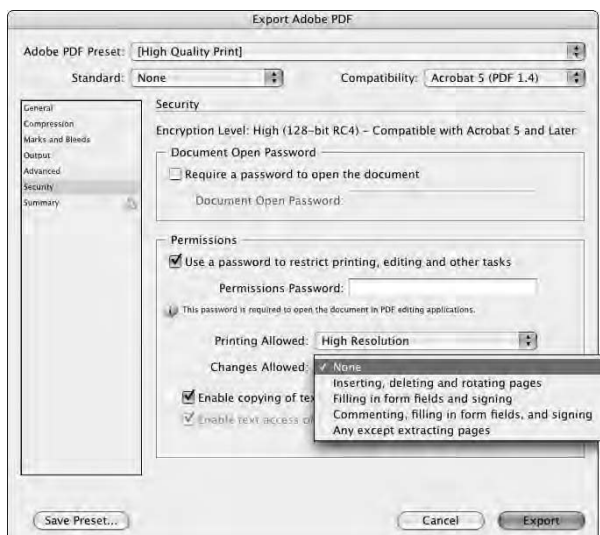 Export Adobe PDF
Adobe PDF Preset: [High Quality Print]
Standard: None
Compatibility: Acrobat 5 (PDF 1.4)
General
Compression
Marks and Bleeds
Output
Advanced
Security
Summary
Security
Encryption Level: High (128-bit RC4) – Compatible with Acrobat 5 and Later
Document Open Password
Require a password to open the document
Document Open Password:
Permissions
Use a password to restrict printing, editing and other tasks
Permissions Password:
This password is required to open the document in PDF editing applications.
Printing Allowed: High Resolution
Changes Allowed: ✓ None
Inserting, deleting and rotating pages
Filling in form fields and signing
Commenting, filling in form fields, and signing
Any except extracting pages
Enable copying of tex
Enable text access of
Save Preset...
Cancel
Export